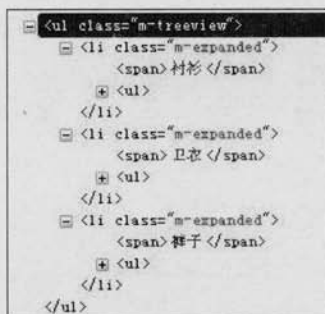 <ul class="m-treeview">
<li class="m-expanded">
<span>衬衫</span>
<ul>
</li>
<li class="m-expanded">
<span>卫衣</span>
<ul>
</li>
<li class="m-expanded">
<span>裤子</span>
<ul>
</li>
</ul>